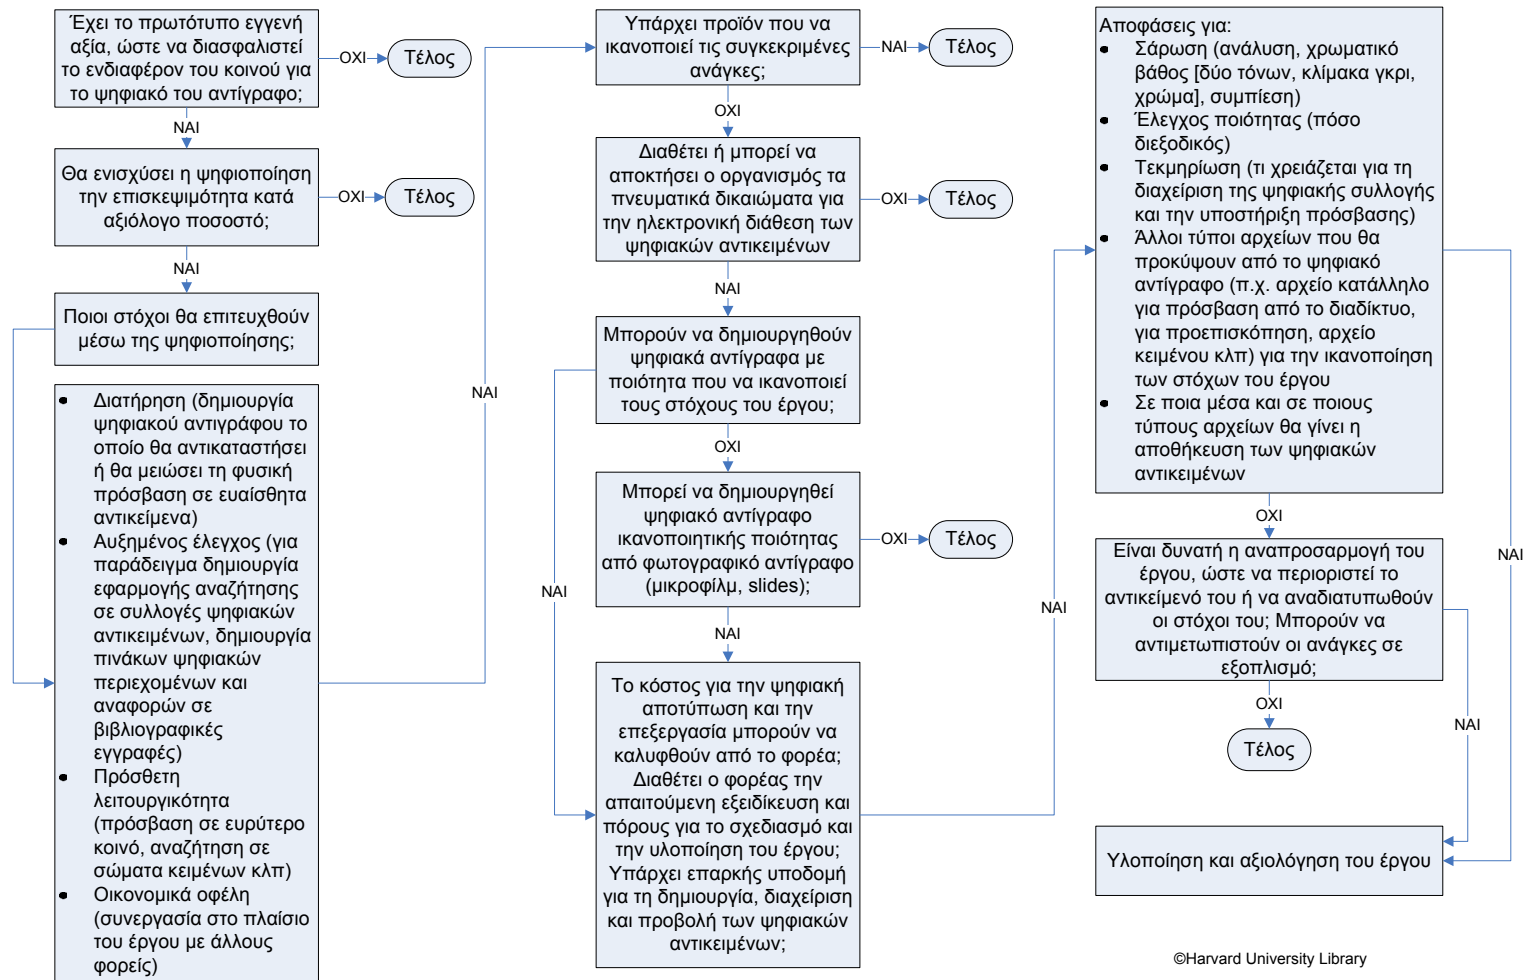 Έχει το πρωτότυπο εγγενή
αξία, ώστε να διασφαλιστεί
το ενδιαφέρον του κοινού για
το ψηφιακό του αντίγραφο;
ΟΧΙ
Τέλος
ΝΑΙ
Θα ενισχύσει η ψηφιοποίηση
την επισκεψιμότητα κατά
αξιόλογο ποσοστό;
ΟΧΙ
Τέλος
ΝΑΙ
Ποιοι στόχοι θα επιτευχθούν
μέσω της ψηφιοποίησης;
• Διατήρηση (δημιουργία
ψηφιακού αντιγράφου το
οποίο θα αντικαταστήσει
ή θα μειώσει τη φυσική
πρόσβαση σε ευαίσθητα
αντικείμενα)
• Αυξημένος έλεγχος (για
παράδειγμα δημιουργία
εφαρμογής αναζήτησης
σε συλλογές ψηφιακών
αντικειμένων, δημιουργία
πινάκων ψηφιακών
περιεχομένων και
αναφορών σε
βιβλιογραφικές
εγγραφές)
• Πρόσθετη
λειτουργικότητα
(πρόσβαση σε ευρύτερο
κοινό, αναζήτηση σε
σώματα κειμένων κλπ)
• Οικονομικά οφέλη
(συνεργασία στο πλαίσιο
του έργου με άλλους
φορείς)
ΝΑΙ
Υπάρχει προϊόν που να
ικανοποιεί τις συγκεκριμένες
ανάγκες;
ΝΑΙ
Τέλος
ΟΧΙ
Διαθέτει ή μπορεί να
αποκτήσει ο οργανισμός τα
πνευματικά δικαιώματα για
την ηλεκτρονική διάθεση των
ψηφιακών αντικειμένων
ΟΧΙ
Τέλος
ΝΑΙ
Μπορούν να δημιουργηθούν
ψηφιακά αντίγραφα με
ποιότητα που να ικανοποιεί
τους στόχους του έργου;
ΝΑΙ
ΟΧΙ
Μπορεί να δημιουργηθεί
ψηφιακό αντίγραφο
ικανοποιητικής ποιότητας
από φωτογραφικό αντίγραφο
(μικροφίλμ, slides);
ΟΧΙ
Τέλος
ΝΑΙ
Το κόστος για την ψηφιακή
αποτύπωση και την
επεξεργασία μπορούν να
καλυφθούν από το φορέα;
Διαθέτει ο φορέας την
απαιτούμενη εξειδίκευση και
πόρους για το σχεδιασμό και
την υλοποίηση του έργου;
Υπάρχει επαρκής υποδομή
για τη δημιουργία, διαχείριση
και προβολή των ψηφιακών
αντικειμένων;
ΝΑΙ
Αποφάσεις για:
• Σάρωση (ανάλυση, χρωματικό
βάθος [δύο τόνων, κλίμακα γκρι,
χρώμα], συμπίεση)
• Έλεγχος ποιότητας (πόσο
διεξοδικός)
• Τεκμηρίωση (τι χρειάζεται για τη
διαχείριση της ψηφιακής συλλογής
και την υποστήριξη πρόσβασης)
• Άλλοι τύποι αρχείων που θα
προκύψουν από το ψηφιακό
αντίγραφο (π.χ. αρχείο κατάλληλο
για πρόσβαση από το διαδίκτυο,
για προεπισκόπηση, αρχείο
κειμένου κλπ) για την ικανοποίηση
των στόχων του έργου
• Σε ποια μέσα και σε ποιους
τύπους αρχείων θα γίνει η
αποθήκευση των ψηφιακών
αντικειμένων
ΟΧΙ
ΝΑΙ
Είναι δυνατή η αναπροσαρμογή του
έργου, ώστε να περιοριστεί το
αντικείμενό του ή να αναδιατυπωθούν
οι στόχοι του; Μπορούν να
αντιμετωπιστούν οι ανάγκες σε
εξοπλισμό;
ΟΧΙ
ΝΑΙ
Τέλος
Υλοποίηση και αξιολόγηση του έργου
©Harvard University Library